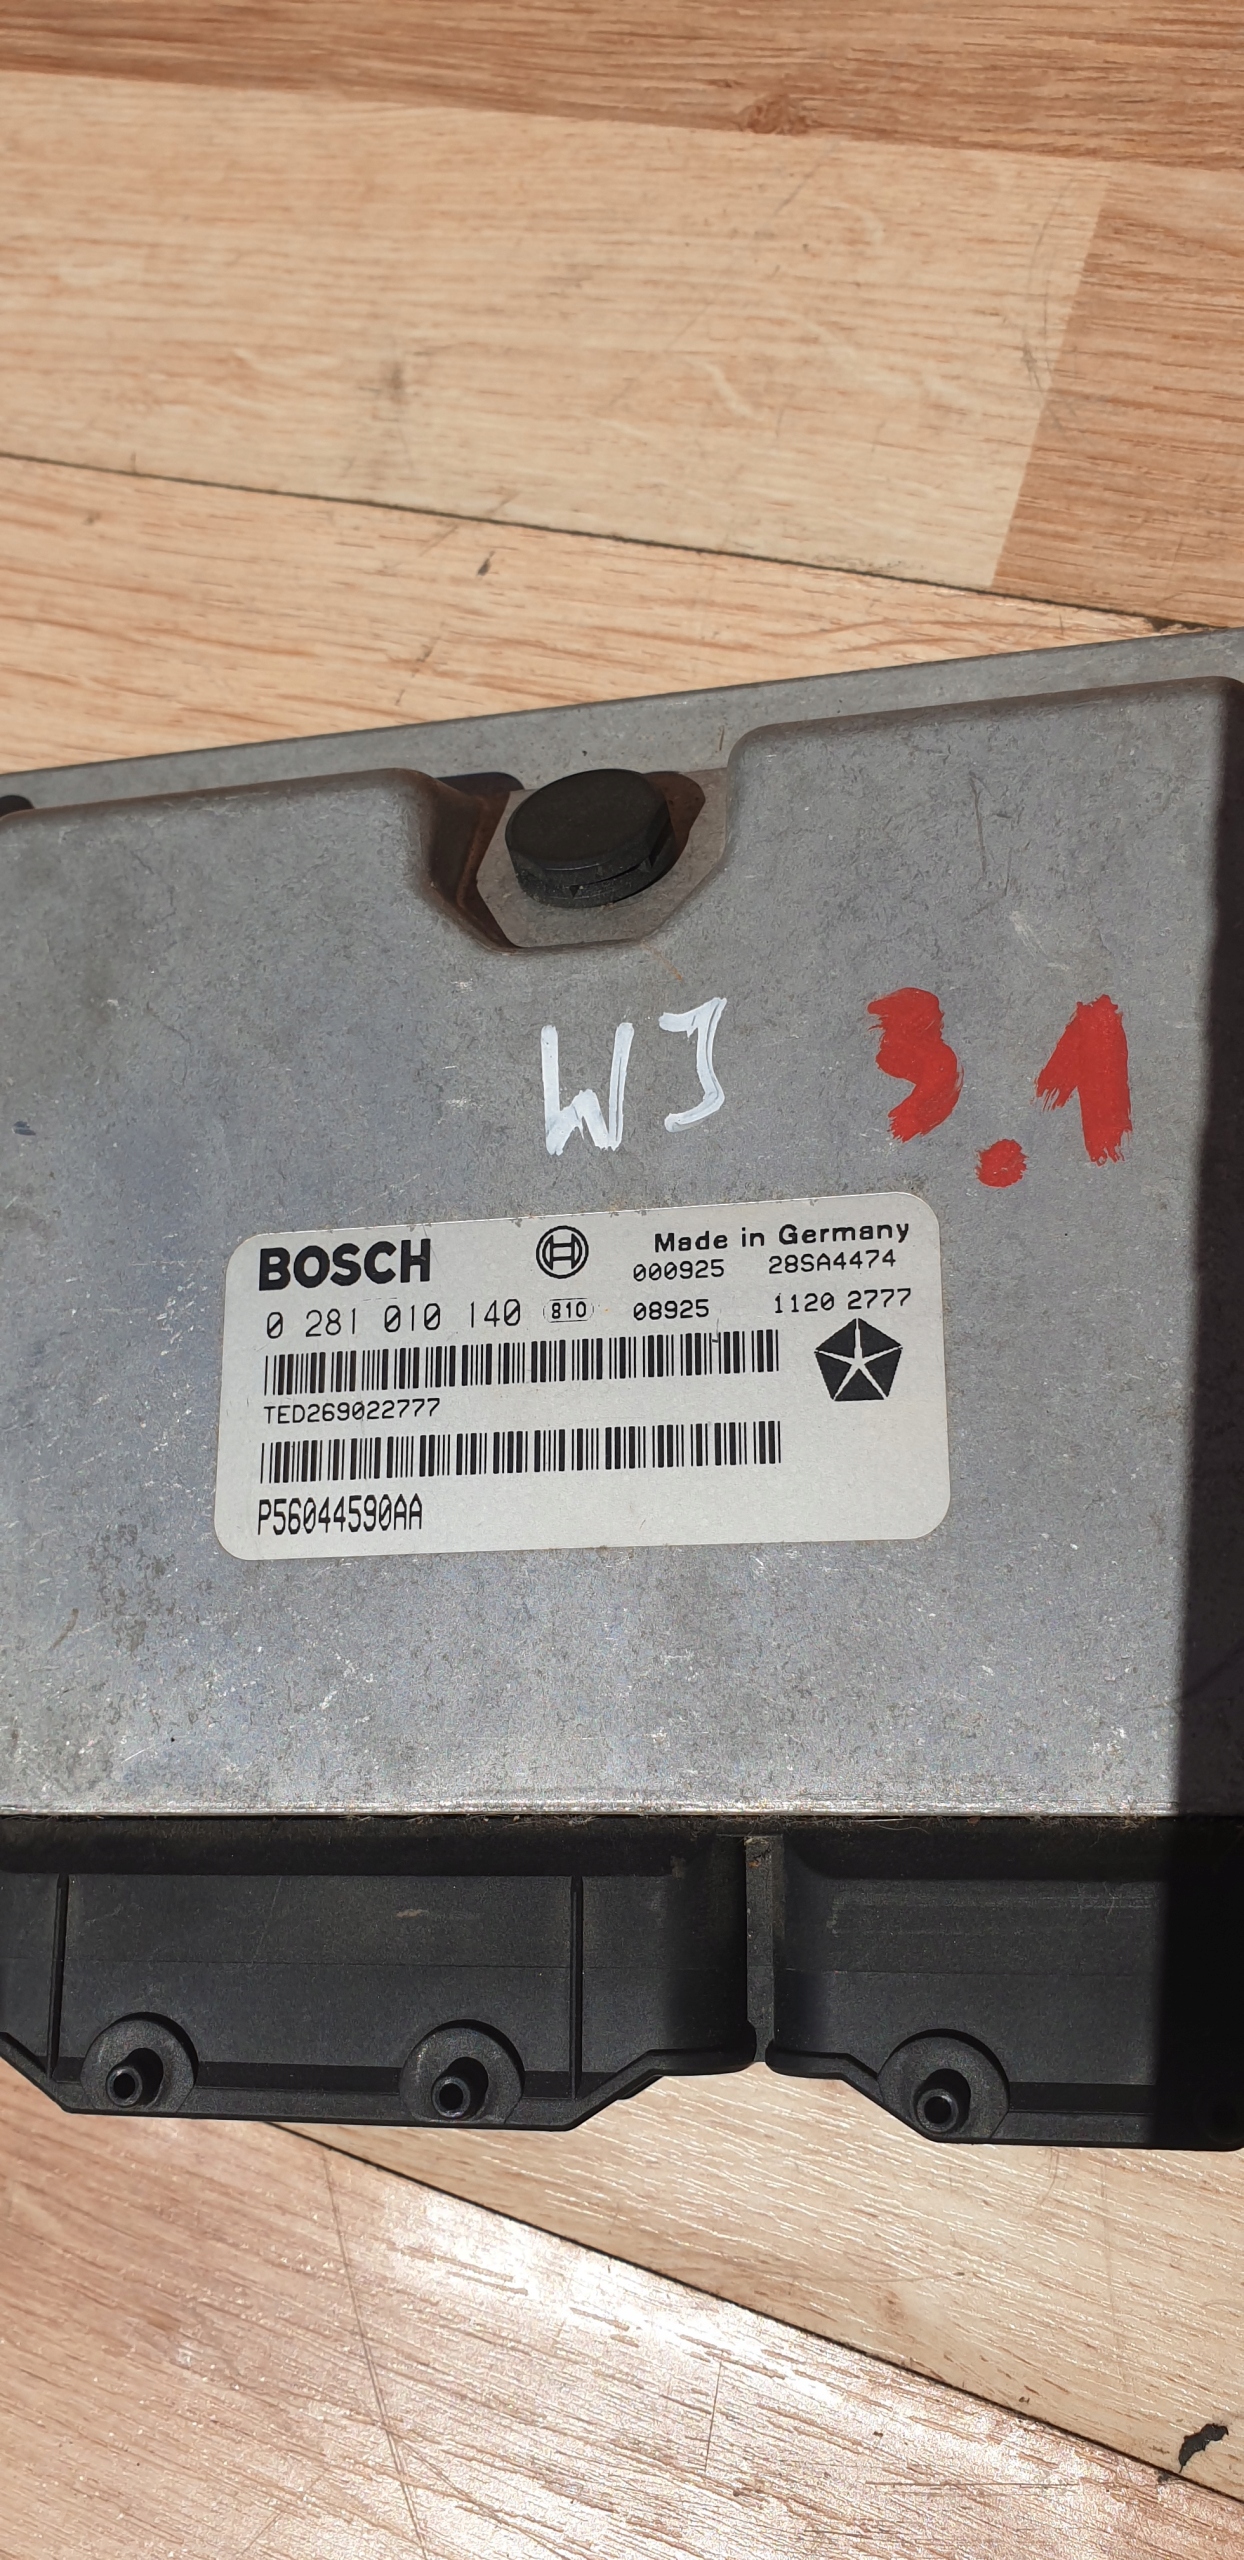 WJ 3.1
BOSCH Made in Germany
000925 28SA4474
0 281 010 140 810 08925 1120 2777
TED269022777
P56044590AA